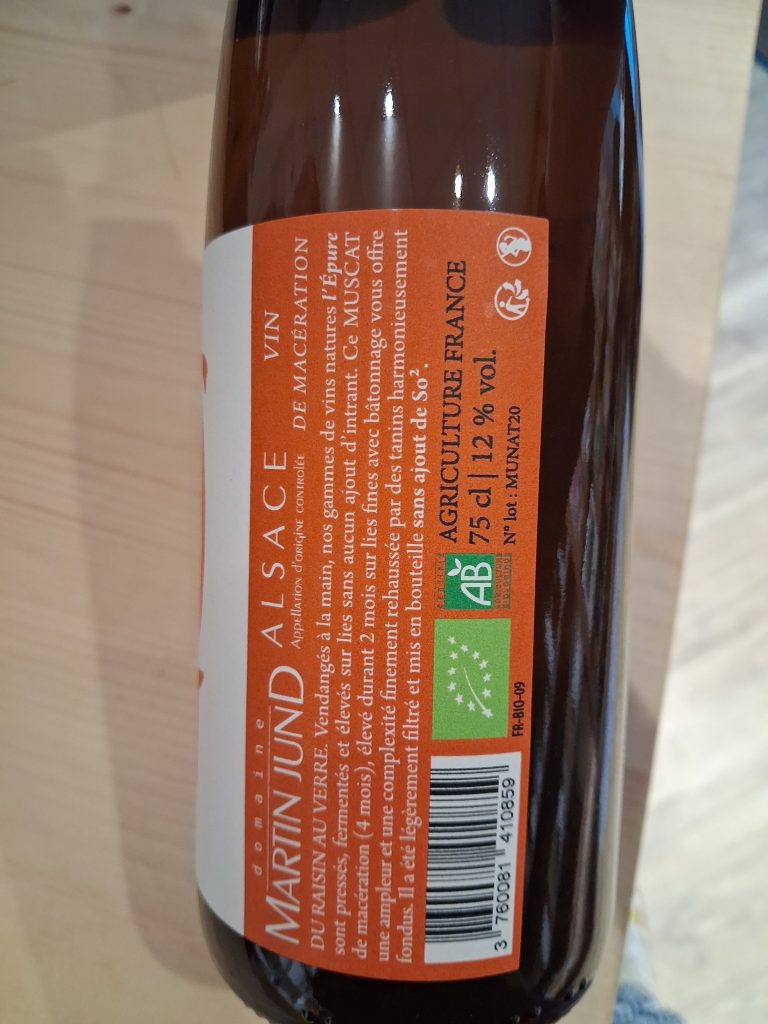 domaine
MARTIN JUND
ALSACE
Appellation d'origine contrôlée
VIN
DE MACÉRATION
DU RAISIN AU VERRE. Vendangés à la main, nos gammes de vins natures l'Épure
sont pressés, fermentés et élevés sur lies sans aucun ajout d'intrant. Ce MUSCAT
de macération (4 mois), élevé durant 2 mois sur lies fines avec bâtonnage vous offre
une ampleur et une complexité finement rehaussée par des tanins harmonieusement
fondus. Il a été légèrement filtré et mis en bouteille sans ajout de So².
3 760081 410859
FR-BIO-09
AB
AGRICULTURE
BIOLOGIQUE
AGRICULTURE FRANCE
75 cl | 12 % vol.
N° lot : MUNAT20